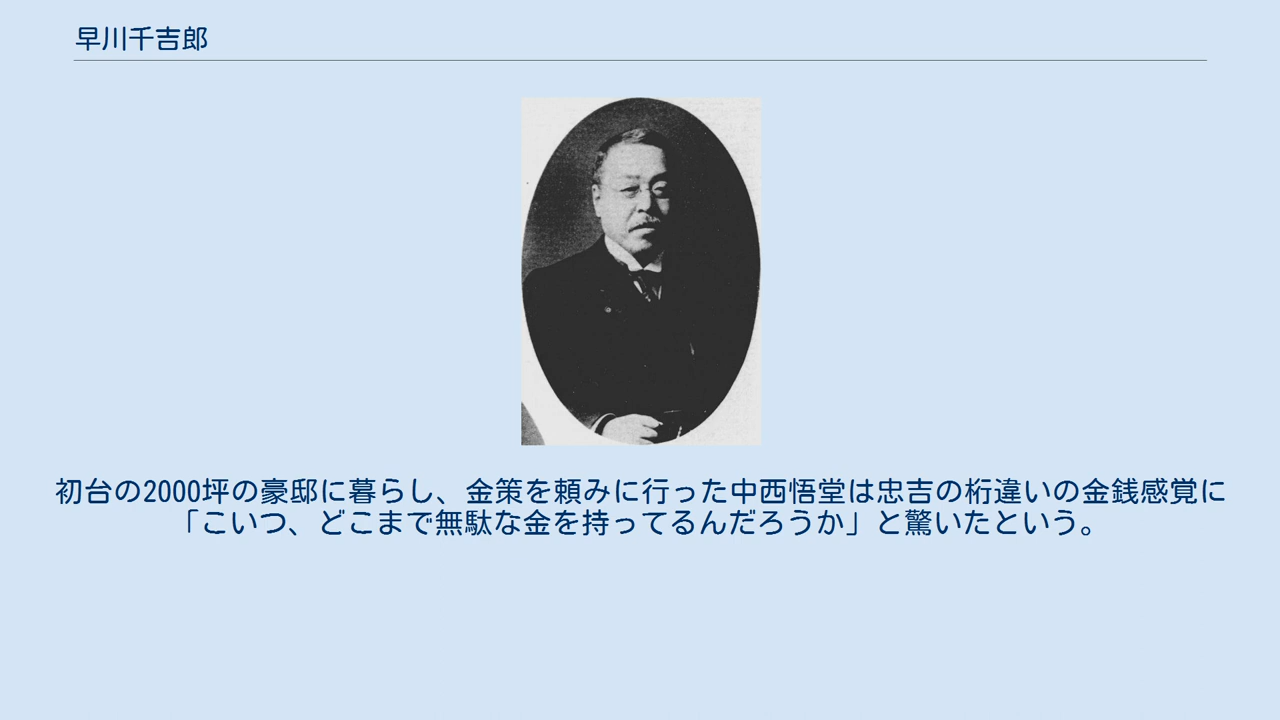 早川千吉郎
初台の2000坪の豪邸に暮らし、金策を頼みに行った中西悟堂は忠吉の桁違いの金銭感覚に
「こいつ、どこまで無駄な金を持ってるんだろうか」と驚いたという。